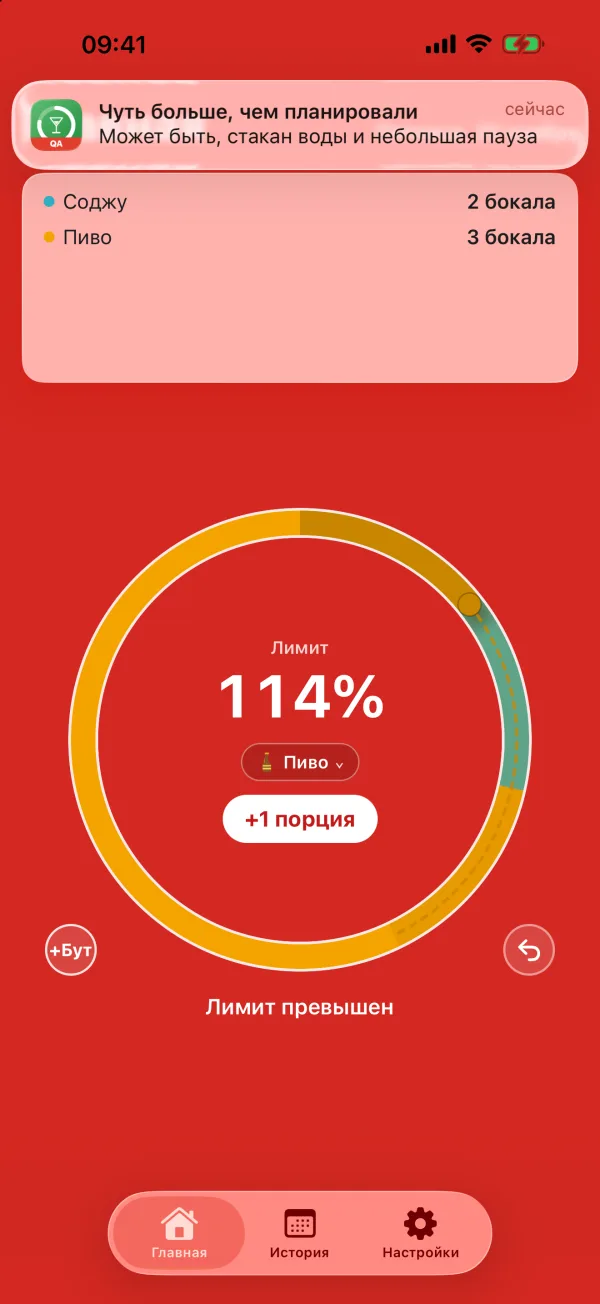 09:41
Чуть больше, чем планировали
сейчас
Может быть, стакан воды и небольшая пауза
QA
Соджу 2 бокала
Пиво 3 бокала
Лимит
114%
Пиво
+1 порция
+Бут
Лимит превышен
Главная История Настройки